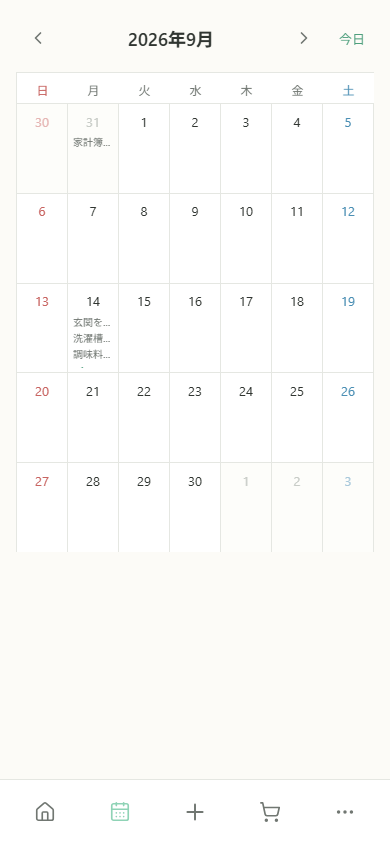 2026年9月 今日
日 月 火 水 木 金 土
30 31 1 2 3 4 5
家計簿...
6 7 8 9 10 11 12
13 14 15 16 17 18 19
玄関を...
洗濯槽...
調味料...
20 21 22 23 24 25 26
27 28 29 30 1 2 3